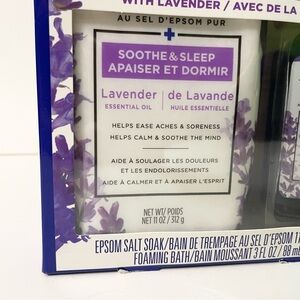 WITH LAVENDER / AVEC DE LA
AU SEL D'EPSOM PUR
+
SOOTHE & SLEEP
APAISER ET DORMIR
Lavender | de Lavande
ESSENTIAL OIL | HUILE ESSENTIELLE
HELPS EASE ACHES & SORENESS
HELPS CALM & SOOTHE THE MIND
AIDE À SOULAGER LES DOULEURS
ET LES ENDOLORISSEMENTS
AIDE À CALMER ET À APAISER L'ESPRIT
NET WT/ POIDS
NET 11 OZ/ 312 g
EPSOM SALT SOAK/BAIN DE TREMPAGE AU SEL D'EPSOM 11
FOAMING BATH/BAIN MOUSSANT 3 FL OZ / 88 ml